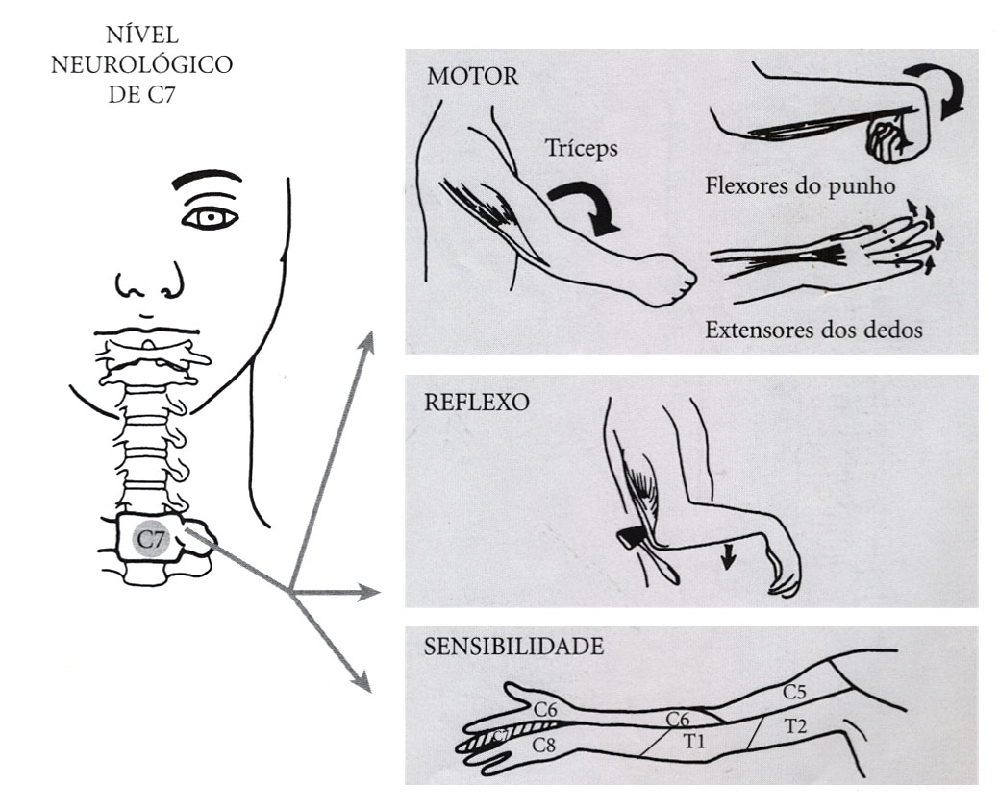 NÍVEL
NEUROLÓGICO
DE C7
C7
MOTOR
Tríceps
Flexores do punho
Extensores dos dedos
REFLEXO
SENSIBILIDADE
C5
C6
C6
C7
C8
T1
T2